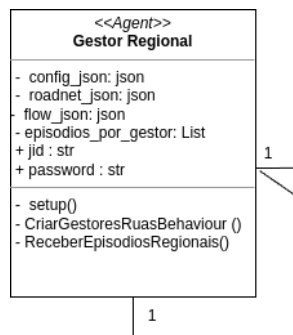 <<Agent>>
Gestor Regional
- config_json: json
- roadnet_json: json
- flow_json: json
- episodios_por_gestor: List
+ jid : str
+ password : str
1
- setup()
- CriarGestoresRuasBehaviour ()
- ReceberEpisodiosRegionais()
1